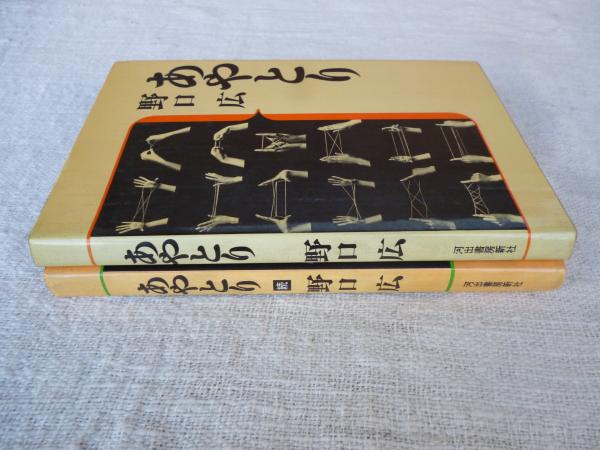 あやとり
野口 広
あやとり 野口 広 河出書房新社
あやとり 続 野口 広 河出書房新社